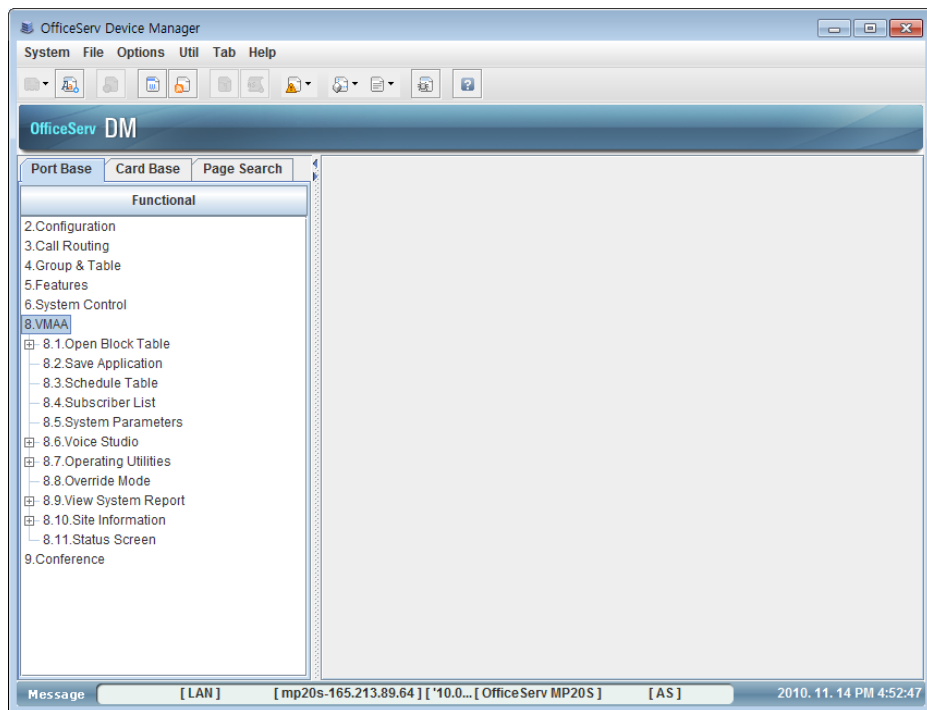 OfficeServ Device Manager
System File Options Util Tab Help
OfficeServ DM
Port Base Card Base Page Search
Functional
2.Configuration
3.Call Routing
4.Group & Table
5.Features
6.System Control
8.VMAA
8.1.Open Block Table
8.2.Save Application
8.3.Schedule Table
8.4.Subscriber List
8.5.System Parameters
8.6.Voice Studio
8.7.Operating Utilities
8.8.Override Mode
8.9.View System Report
8.10.Site Information
8.11.Status Screen
9.Conference
Message [ LAN ] [ mp20s-165.213.89.64 ] [ '10.0... [ OfficeServ MP20S ] [ AS ] 2010. 11. 14 PM 4:52:47